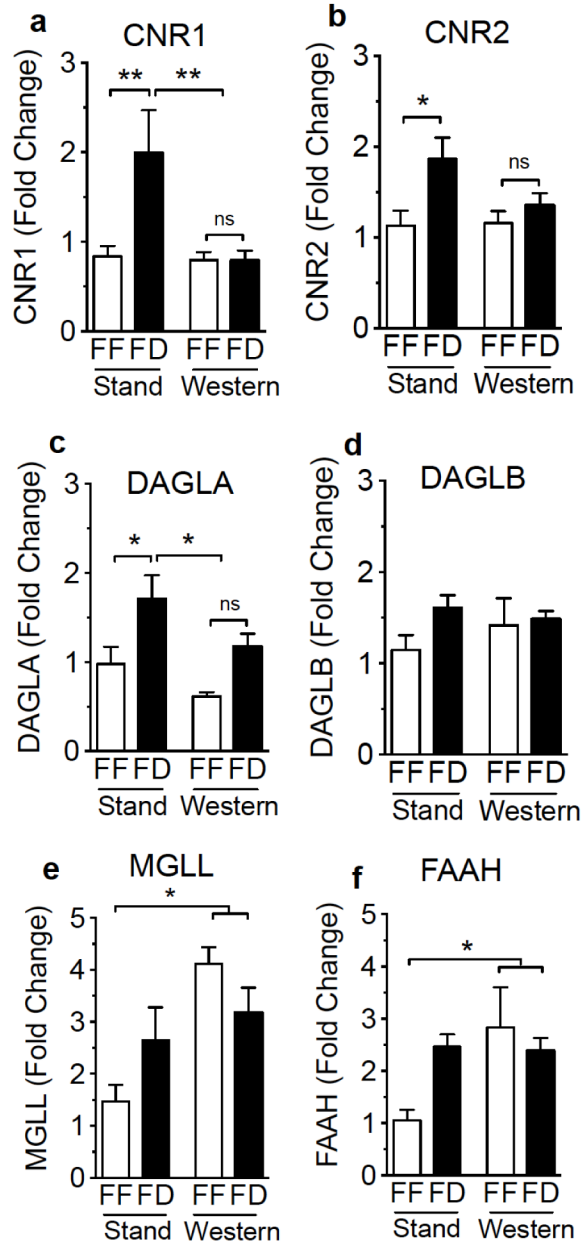 a
CNR1
CNR1 (Fold Change)
3
2
1
0
** **
ns
FF FD FF FD
Stand Western
b
CNR2
CNR2 (Fold Change)
3
2
1
0
*
ns
FF FD FF FD
Stand Western
c
DAGLA
DAGLA (Fold Change)
3
2
1
0
* *
ns
FF FD FF FD
Stand Western
d
DAGLB
DAGLB (Fold Change)
3
2
1
0
FF FD FF FD
Stand Western
e
MGLL
MGLL (Fold Change)
5
4
3
2
1
0
*
FF FD FF FD
Stand Western
f
FAAH
FAAH (Fold Change)
5
4
3
2
1
0
*
FF FD FF FD
Stand Western